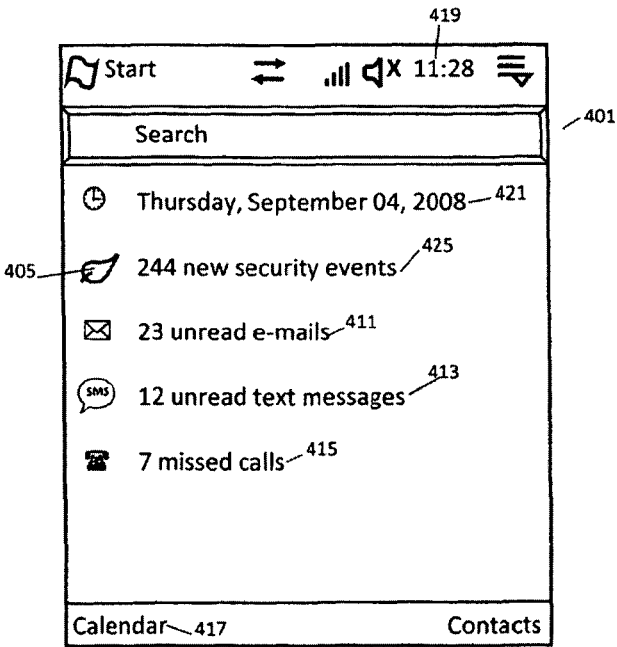 419
Start 11:28
401
Search
Thursday, September 04, 2008 421
425
405 244 new security events
23 unread e-mails 411
SMS 12 unread text messages 413
7 missed calls 415
Calendar 417 Contacts